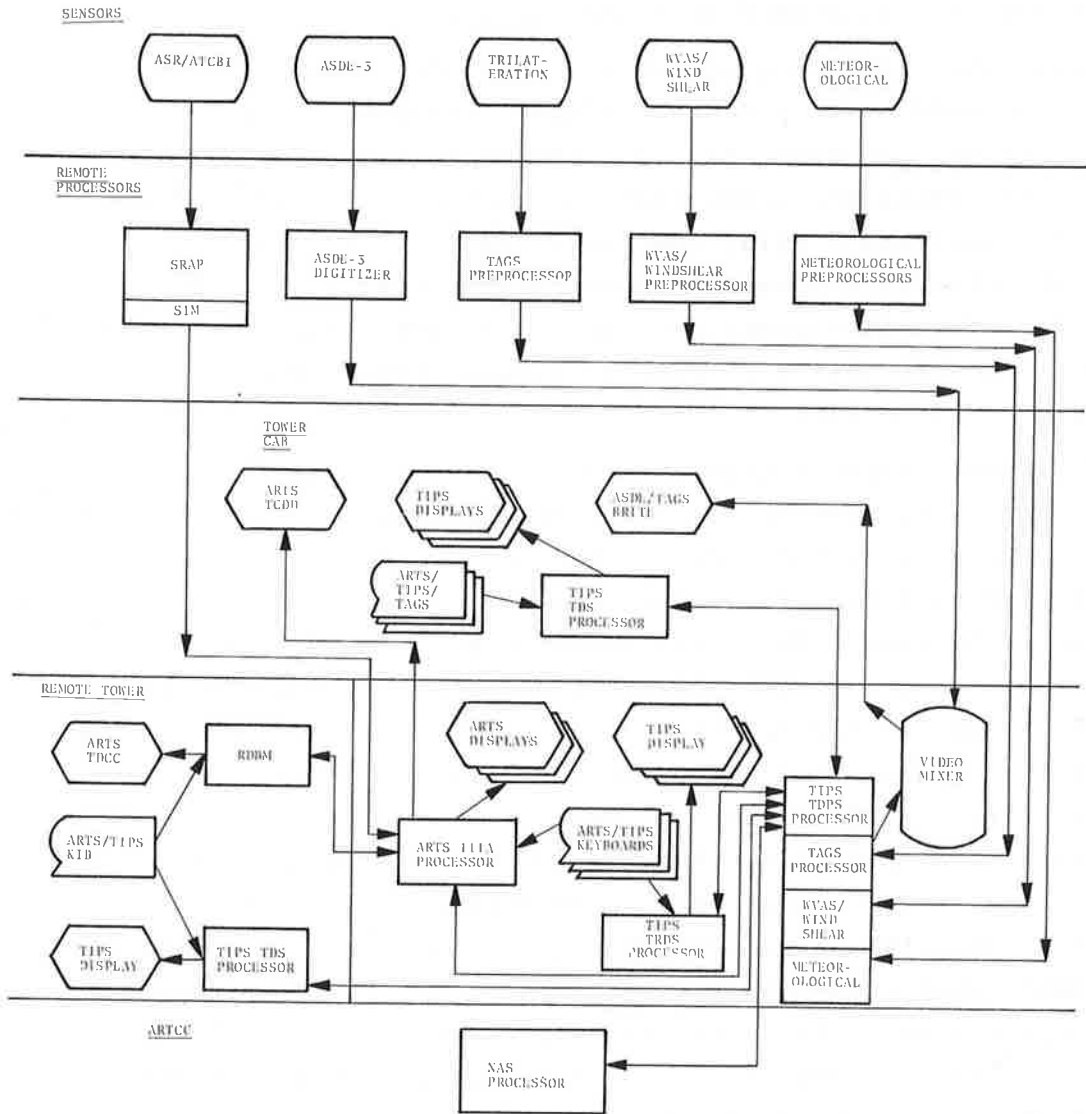 SENSORS
ASR/ATCBI
ASDE-3
TRILAT-
ERATION
WVAS/
WIND
SHEAR
METEOR-
OLOGICAL
REMOTE
PROCESSORS
SRAP
SIM
ASDE-3
DIGITIZER
TAGS
PREPROCESSOR
WVAS/
WINDSHEAR
PREPROCESSOR
METEOROLOGICAL
PREPROCESSORS
TOWER
CAB
ARTS
TCDD
TIPS
DISPLAYS
ASDE/TAGS
BRITE
ARTS/
TIPS/
TAGS
TIPS
TDS
PROCESSOR
REMOTE TOWER
ARTS
TDCC
RDBM
ARTS
DISPLAYS
TIPS
DISPLAY
VIDEO
MIXER
TIPS
TDPS
PROCESSOR
ARTS/TIPS
KID
ARTS IIIA
PROCESSOR
ARTS/TIPS
KEYBOARDS
TAGS
PROCESSOR
WVAS/
WIND
SHEAR
TIPS
DISPLAY
TIPS TDS
PROCESSOR
TIPS
TRDS
PROCESSOR
METEOR-
OLOGICAL
ARTCC
NAS
PROCESSOR